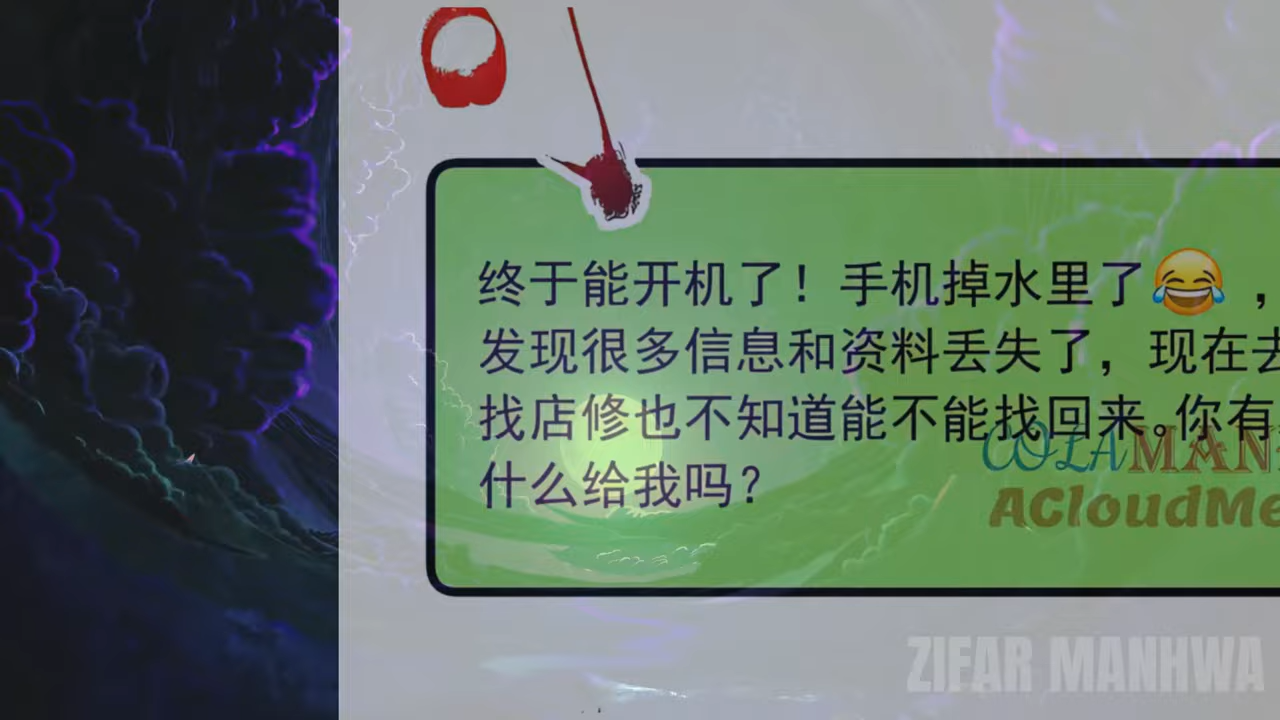 终于能开机了！手机掉水里了😂，
发现很多信息和资料丢失了，现在去
找店修也不知道能不能找回来。你有
什么给我吗？
COLAMAN
ACloudMe
ZIFAR MANHWA